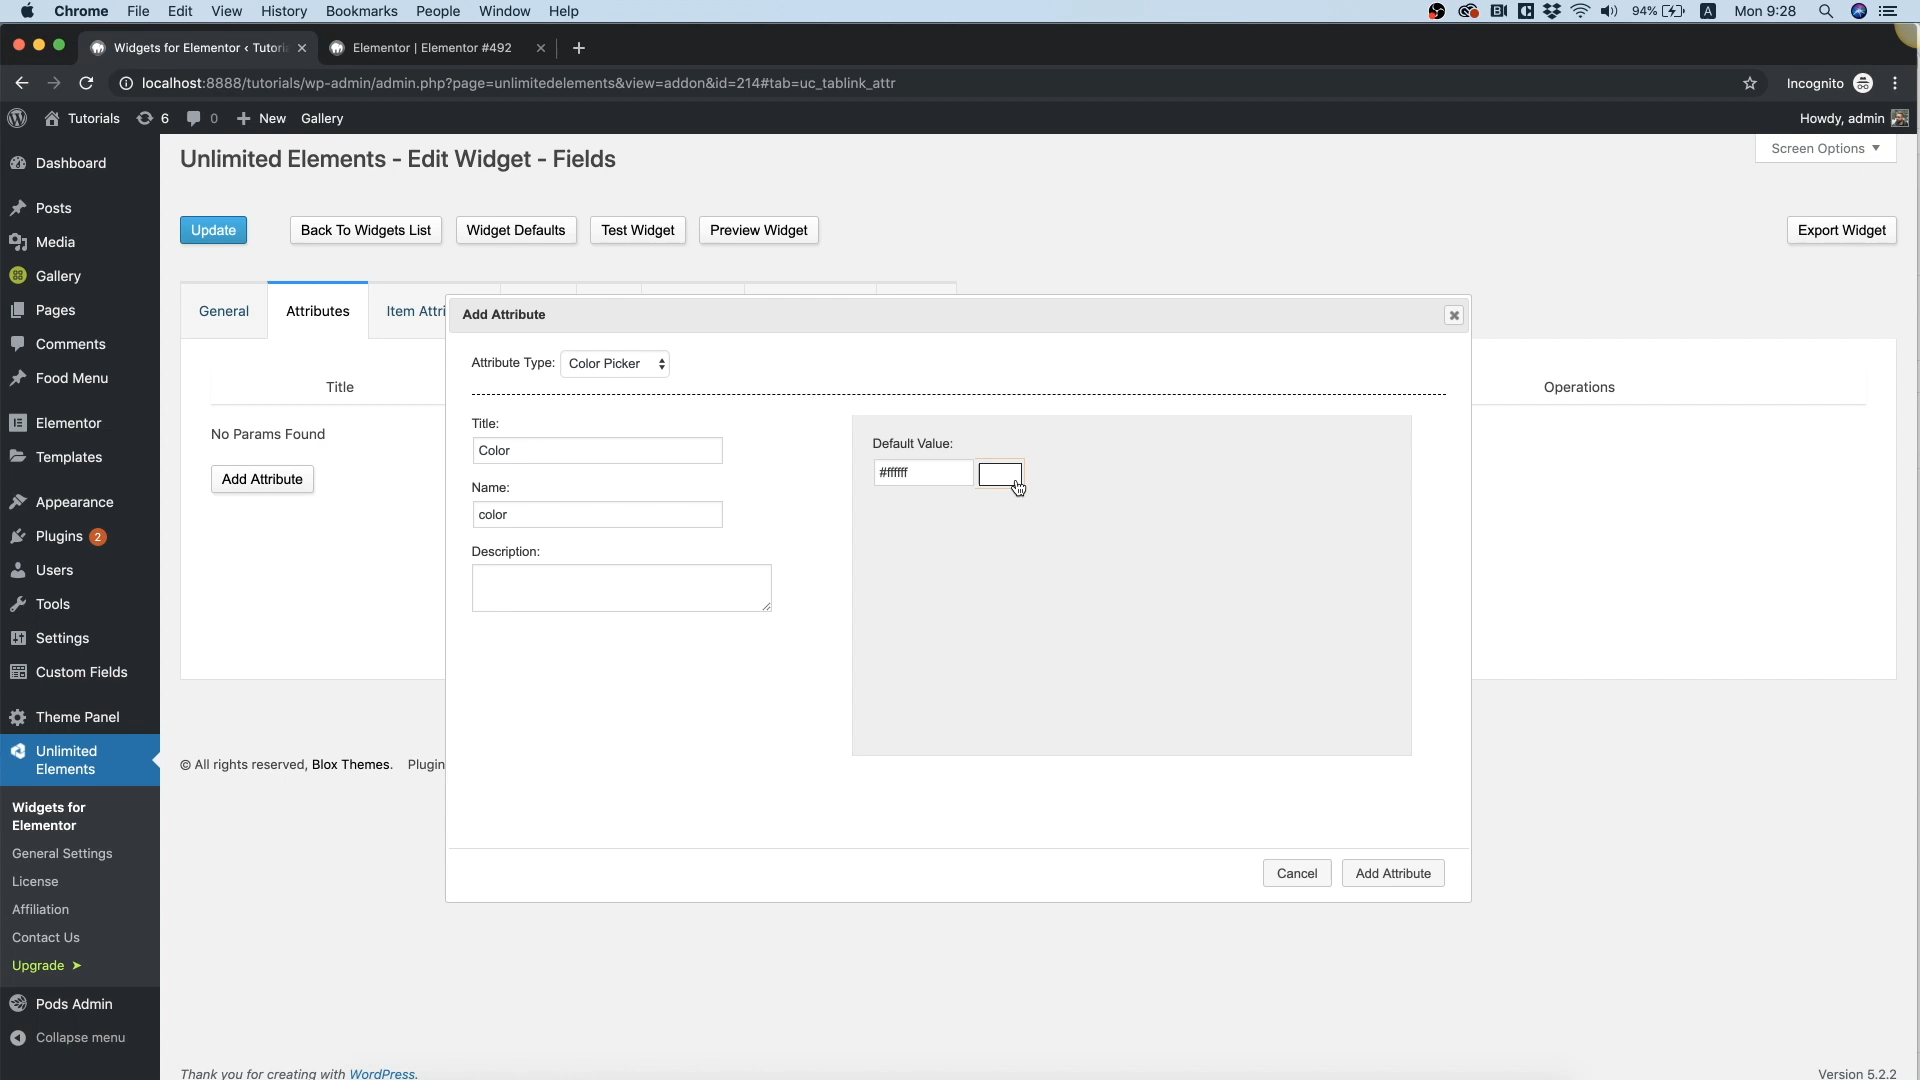 Chrome File Edit View History Bookmarks People Window Help 94% A Mon 9:28
Widgets for Elementor ‹ Tutori Elementor | Elementor #492
localhost:8888/tutorials/wp-admin/admin.php?page=unlimitedelements&view=addon&id=214#tab=uc_tablink_attr Incognito
Tutorials 6 0 New Gallery Howdy, admin
Unlimited Elements - Edit Widget - Fields
Screen Options
Update Back To Widgets List Widget Defaults Test Widget Preview Widget Export Widget
Dashboard
Posts
Media
Gallery
Pages
Comments
Food Menu
Elementor
Templates
Appearance
Plugins 2
Users
Tools
Settings
Custom Fields
Theme Panel
Unlimited
Elements
Widgets for
Elementor
General Settings
License
Affiliation
Contact Us
Upgrade ➤
Pods Admin
Collapse menu
General Attributes Item Attri
Title Operations
No Params Found
Add Attribute
Add Attribute
Attribute Type: Color Picker
Title:
Color
Name:
color
Description:
Default Value:
#ffffff
Cancel Add Attribute
© All rights reserved, Blox Themes. Plugin
Thank you for creating with WordPress.
Version 5.2.2